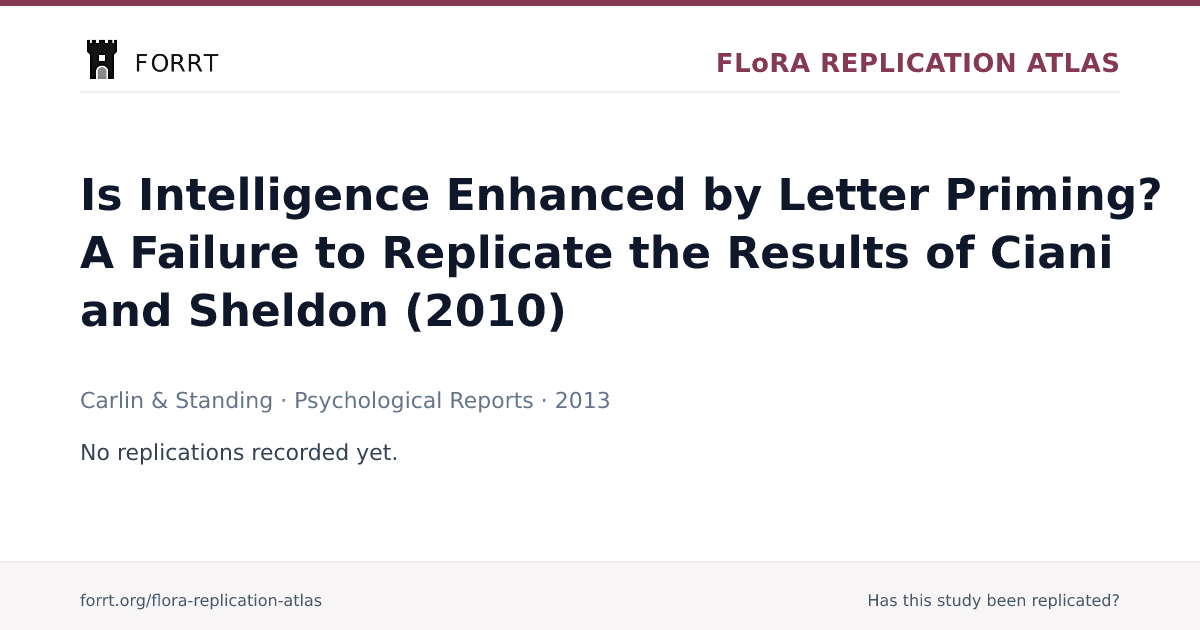 FORRT
FLoRA REPLICATION ATLAS
Is Intelligence Enhanced by Letter Priming?
A Failure to Replicate the Results of Ciani
and Sheldon (2010)
Carlin & Standing · Psychological Reports · 2013
No replications recorded yet.
forrt.org/flora-replication-atlas
Has this study been replicated?